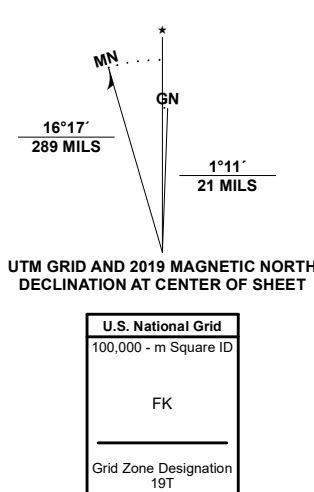 ★
MN
GN
16°17´
289 MILS
1°11´
21 MILS
UTM GRID AND 2019 MAGNETIC NORTH
DECLINATION AT CENTER OF SHEET
U.S. National Grid
100,000 - m Square ID
FK
Grid Zone Designation
19T